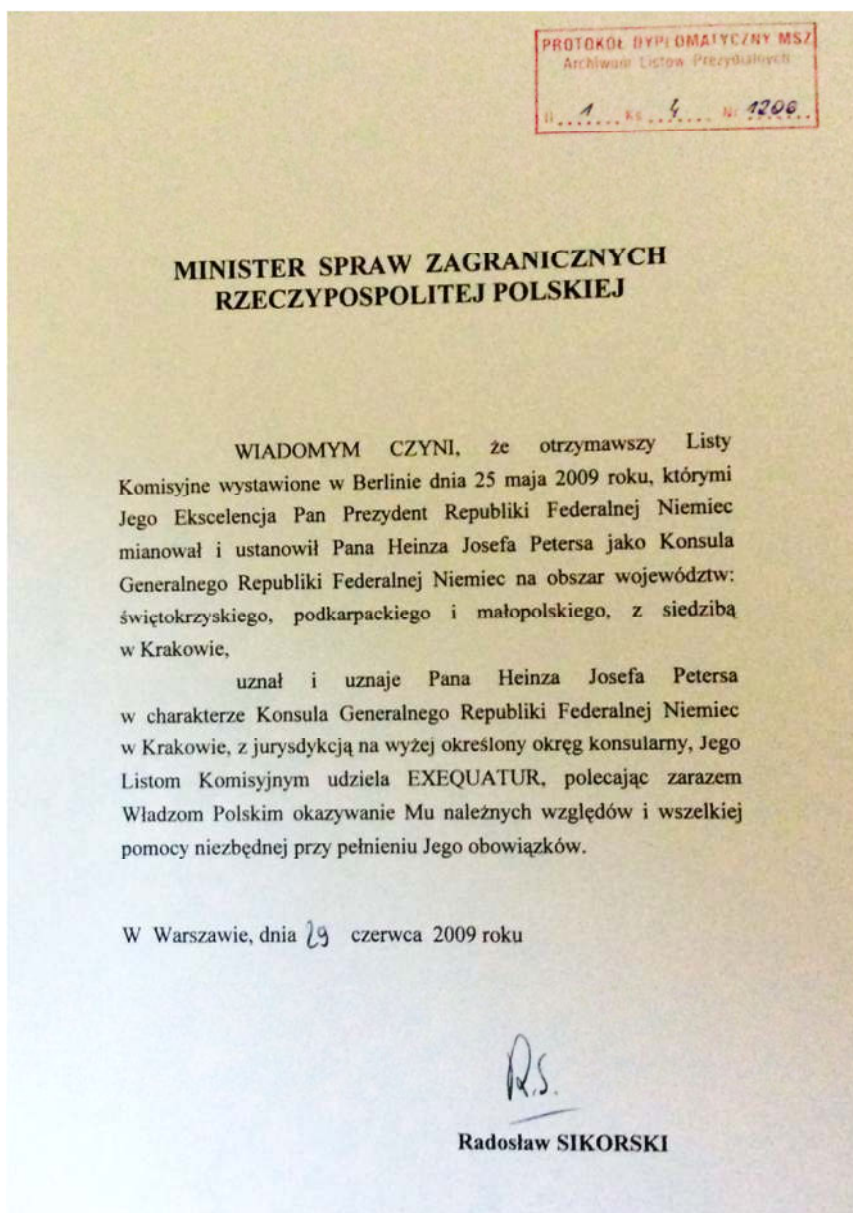 PROTOKÓŁ DYPLOMATYCZNY MSZ
Archiwum Listów Prezydialnych
1 Ks 4 Nr 1206
MINISTER SPRAW ZAGRANICZNYCH
RZECZYPOSPOLITEJ POLSKIEJ
WIADOMYM CZYNI, że otrzymawszy Listy
Komisyjne wystawione w Berlinie dnia 25 maja 2009 roku, którymi
Jego Ekscelencja Pan Prezydent Republiki Federalnej Niemiec
mianował i ustanowił Pana Heinza Josefa Petersa jako Konsula
Generalnego Republiki Federalnej Niemiec na obszar województw:
świętokrzyskiego, podkarpackiego i małopolskiego, z siedzibą
w Krakowie,
uznał i uznaje Pana Heinza Josefa Petersa
w charakterze Konsula Generalnego Republiki Federalnej Niemiec
w Krakowie, z jurysdykcją na wyżej określony okręg konsularny, Jego
Listom Komisyjnym udziela EXEQUATUR, polecając zarazem
Władzom Polskim okazywanie Mu należnych względów i wszelkiej
pomocy niezbędnej przy pełnieniu Jego obowiązków.
W Warszawie, dnia 29 czerwca 2009 roku
R.S.
Radosław SIKORSKI